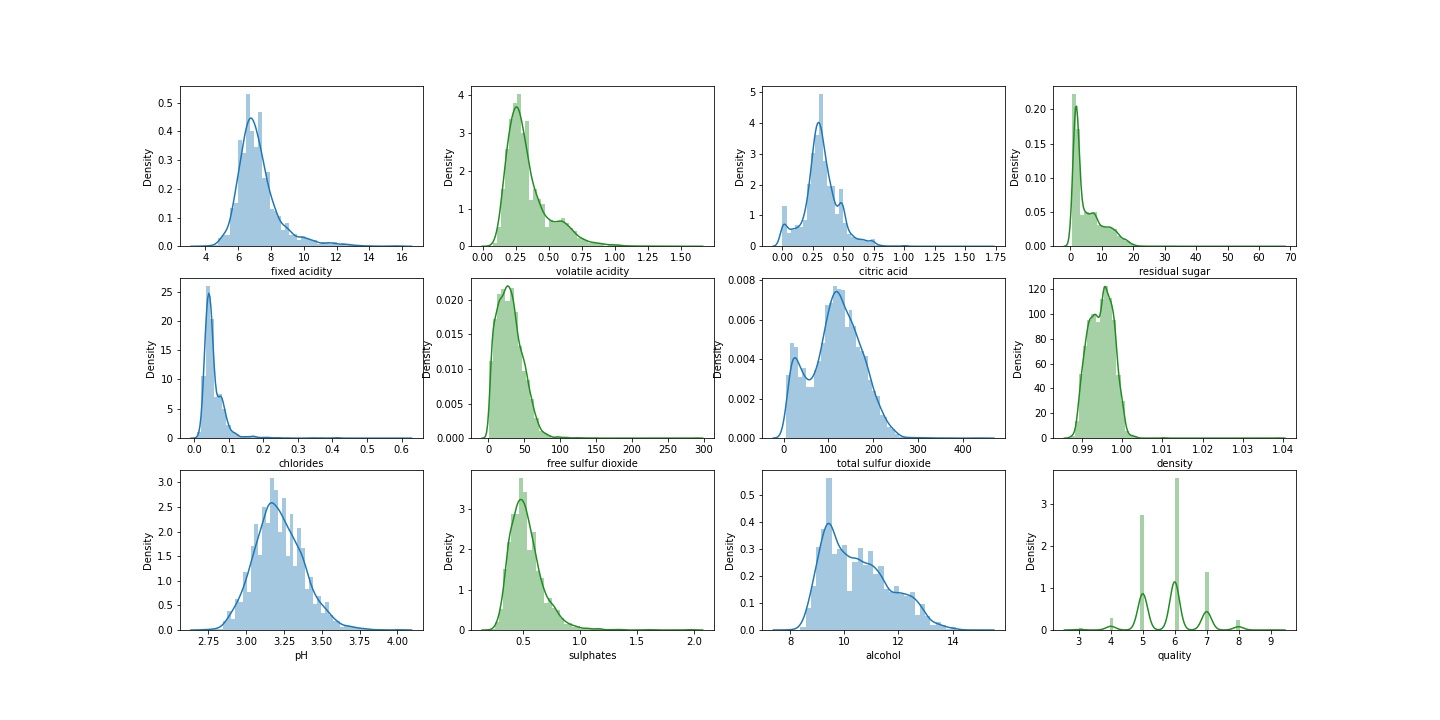 Density
0.5
0.4
0.3
0.2
0.1
0.0
4 6 8 10 12 14 16
fixed acidity
Density
4
3
2
1
0
0.00 0.25 0.50 0.75 1.00 1.25 1.50
volatile acidity
Density
5
4
3
2
1
0
0.00 0.25 0.50 0.75 1.00 1.25 1.50 1.75
citric acid
Density
0.20
0.15
0.10
0.05
0.00
0 10 20 30 40 50 60 70
residual sugar
Density
25
20
15
10
5
0
0.0 0.1 0.2 0.3 0.4 0.5 0.6
chlorides
Density
0.020
0.015
0.010
0.005
0.000
0 50 100 150 200 250 300
free sulfur dioxide
Density
0.008
0.006
0.004
0.002
0.000
0 100 200 300 400
total sulfur dioxide
Density
120
100
80
60
40
20
0
0.99 1.00 1.01 1.02 1.03 1.04
density
Density
3.0
2.5
2.0
1.5
1.0
0.5
0.0
2.75 3.00 3.25 3.50 3.75 4.00
pH
Density
3
2
1
0
0.5 1.0 1.5 2.0
sulphates
Density
0.5
0.4
0.3
0.2
0.1
0.0
8 10 12 14
alcohol
Density
3
2
1
0
3 4 5 6 7 8 9
quality